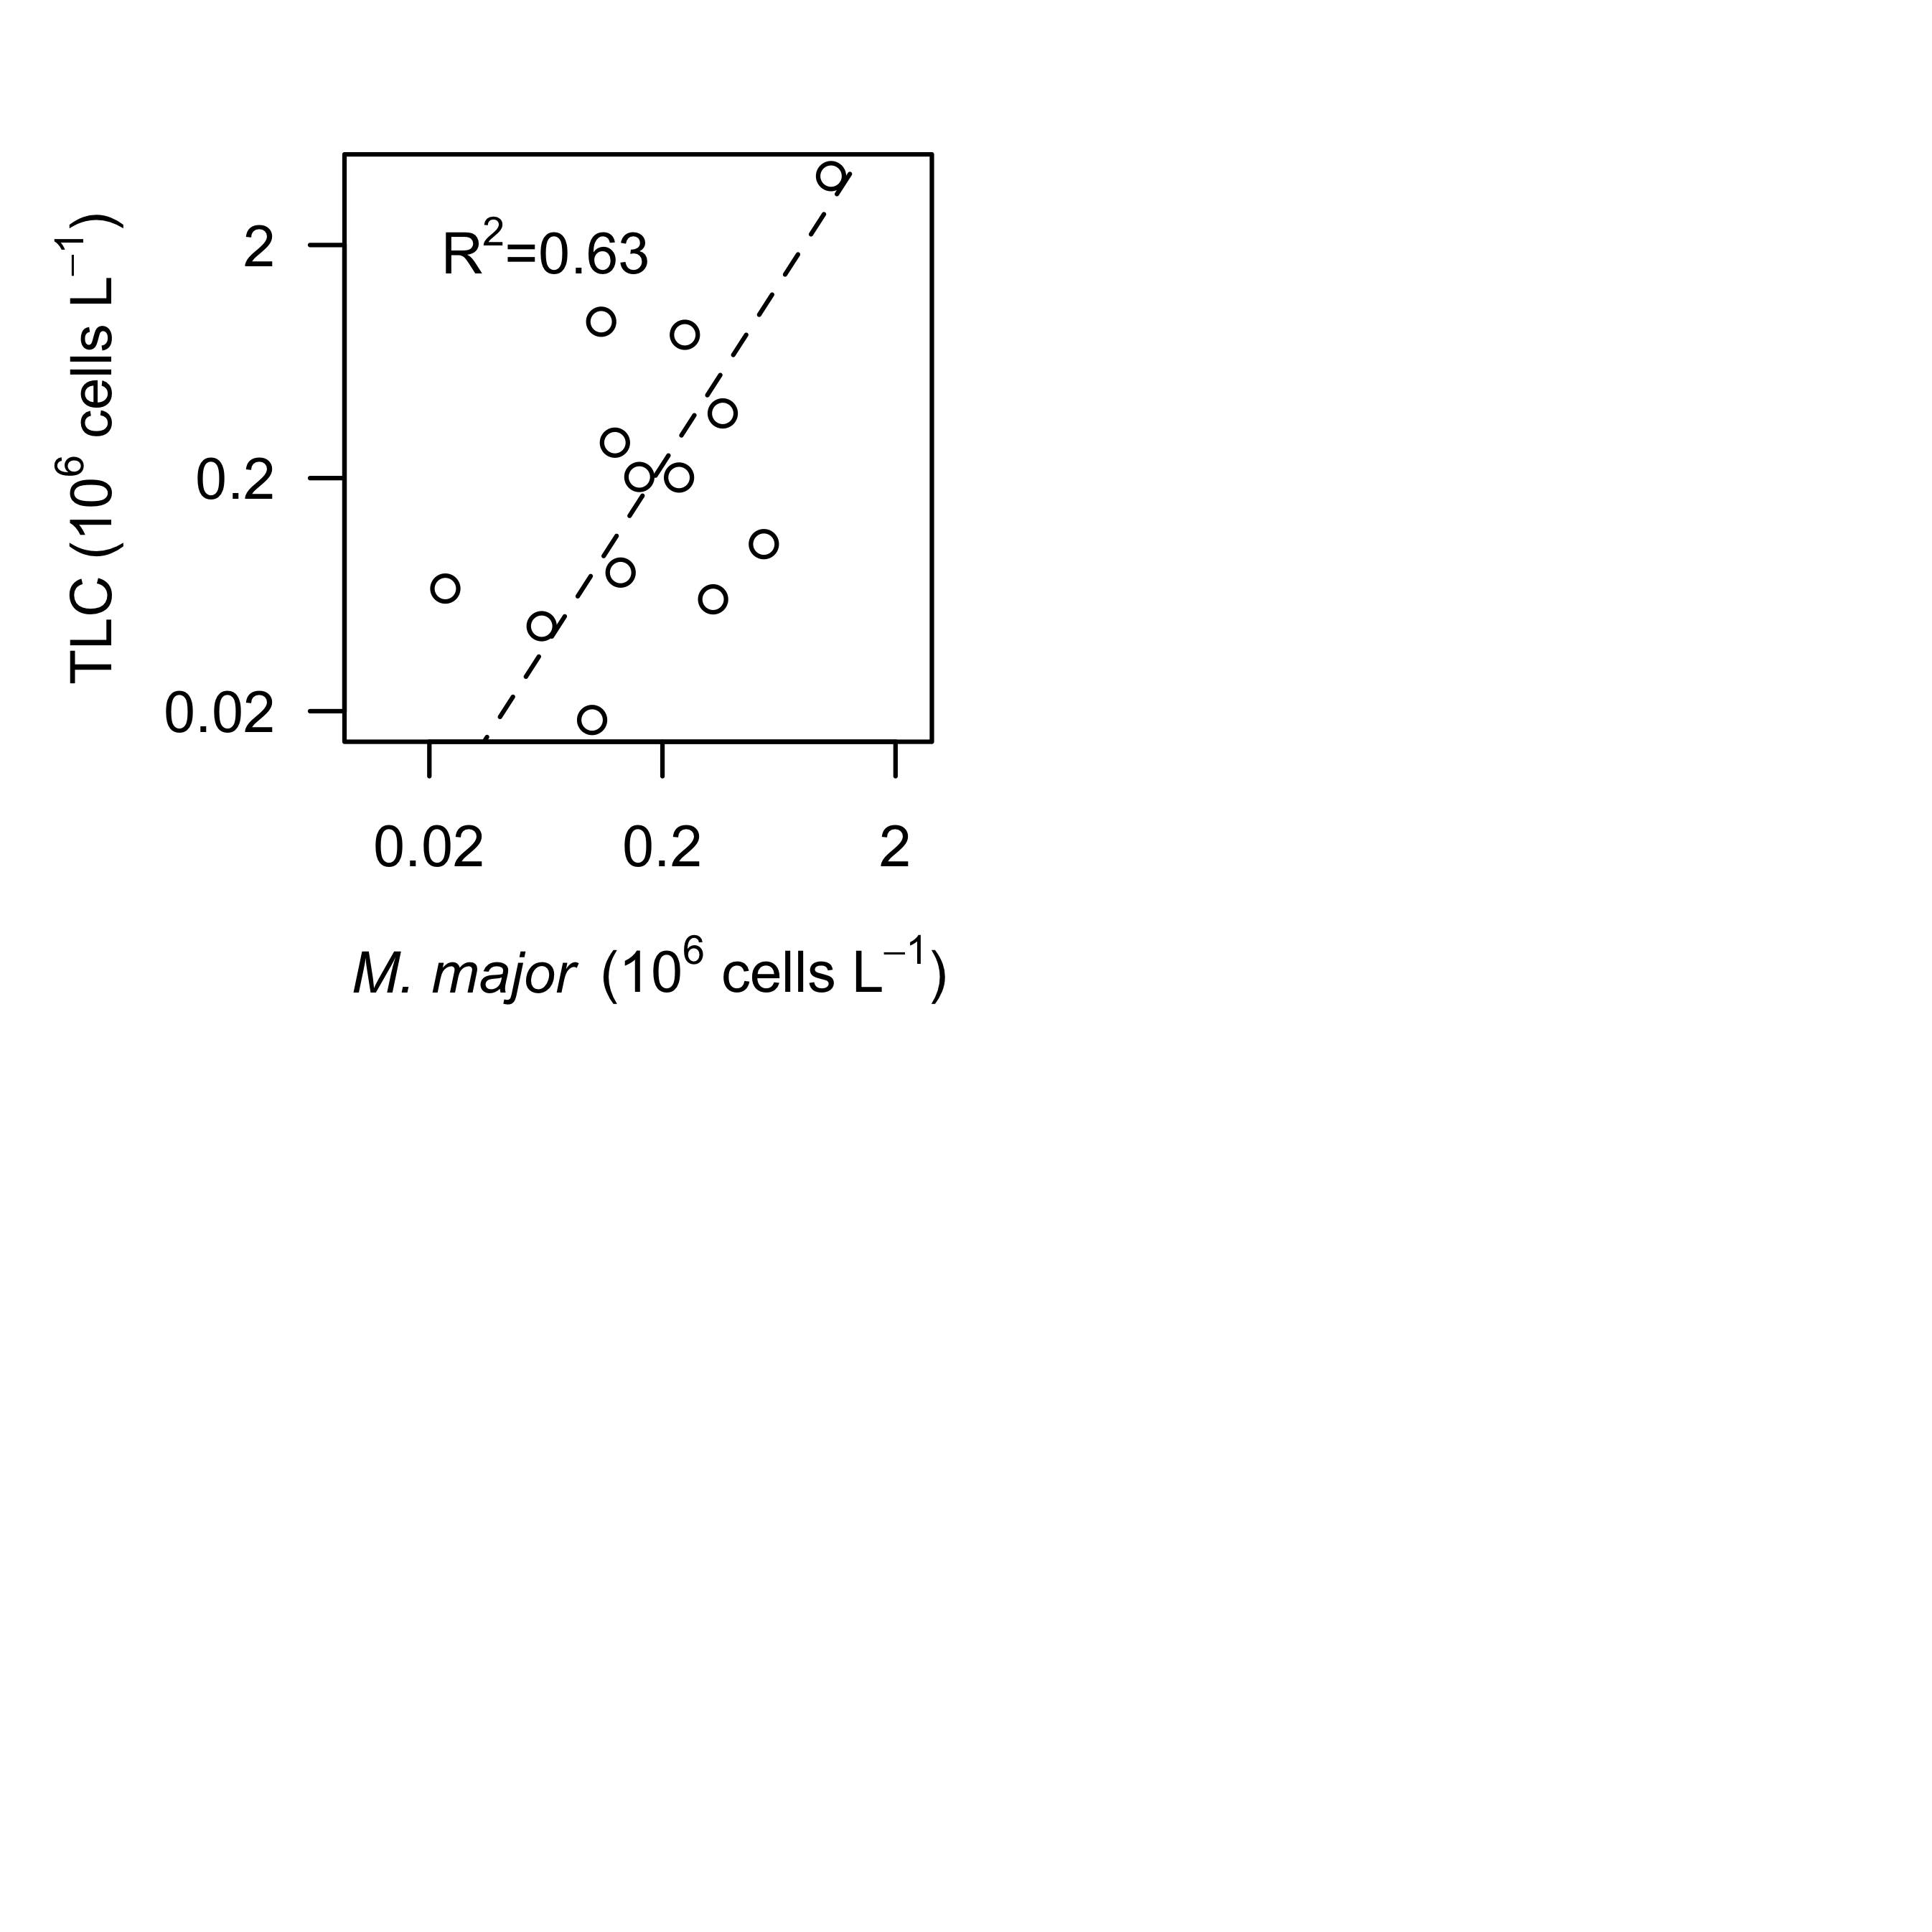 TLC (10⁶ cells L⁻¹)
2
0.2
0.02
R²=0.63
0.02 0.2 2
M. major (10⁶ cells L⁻¹)